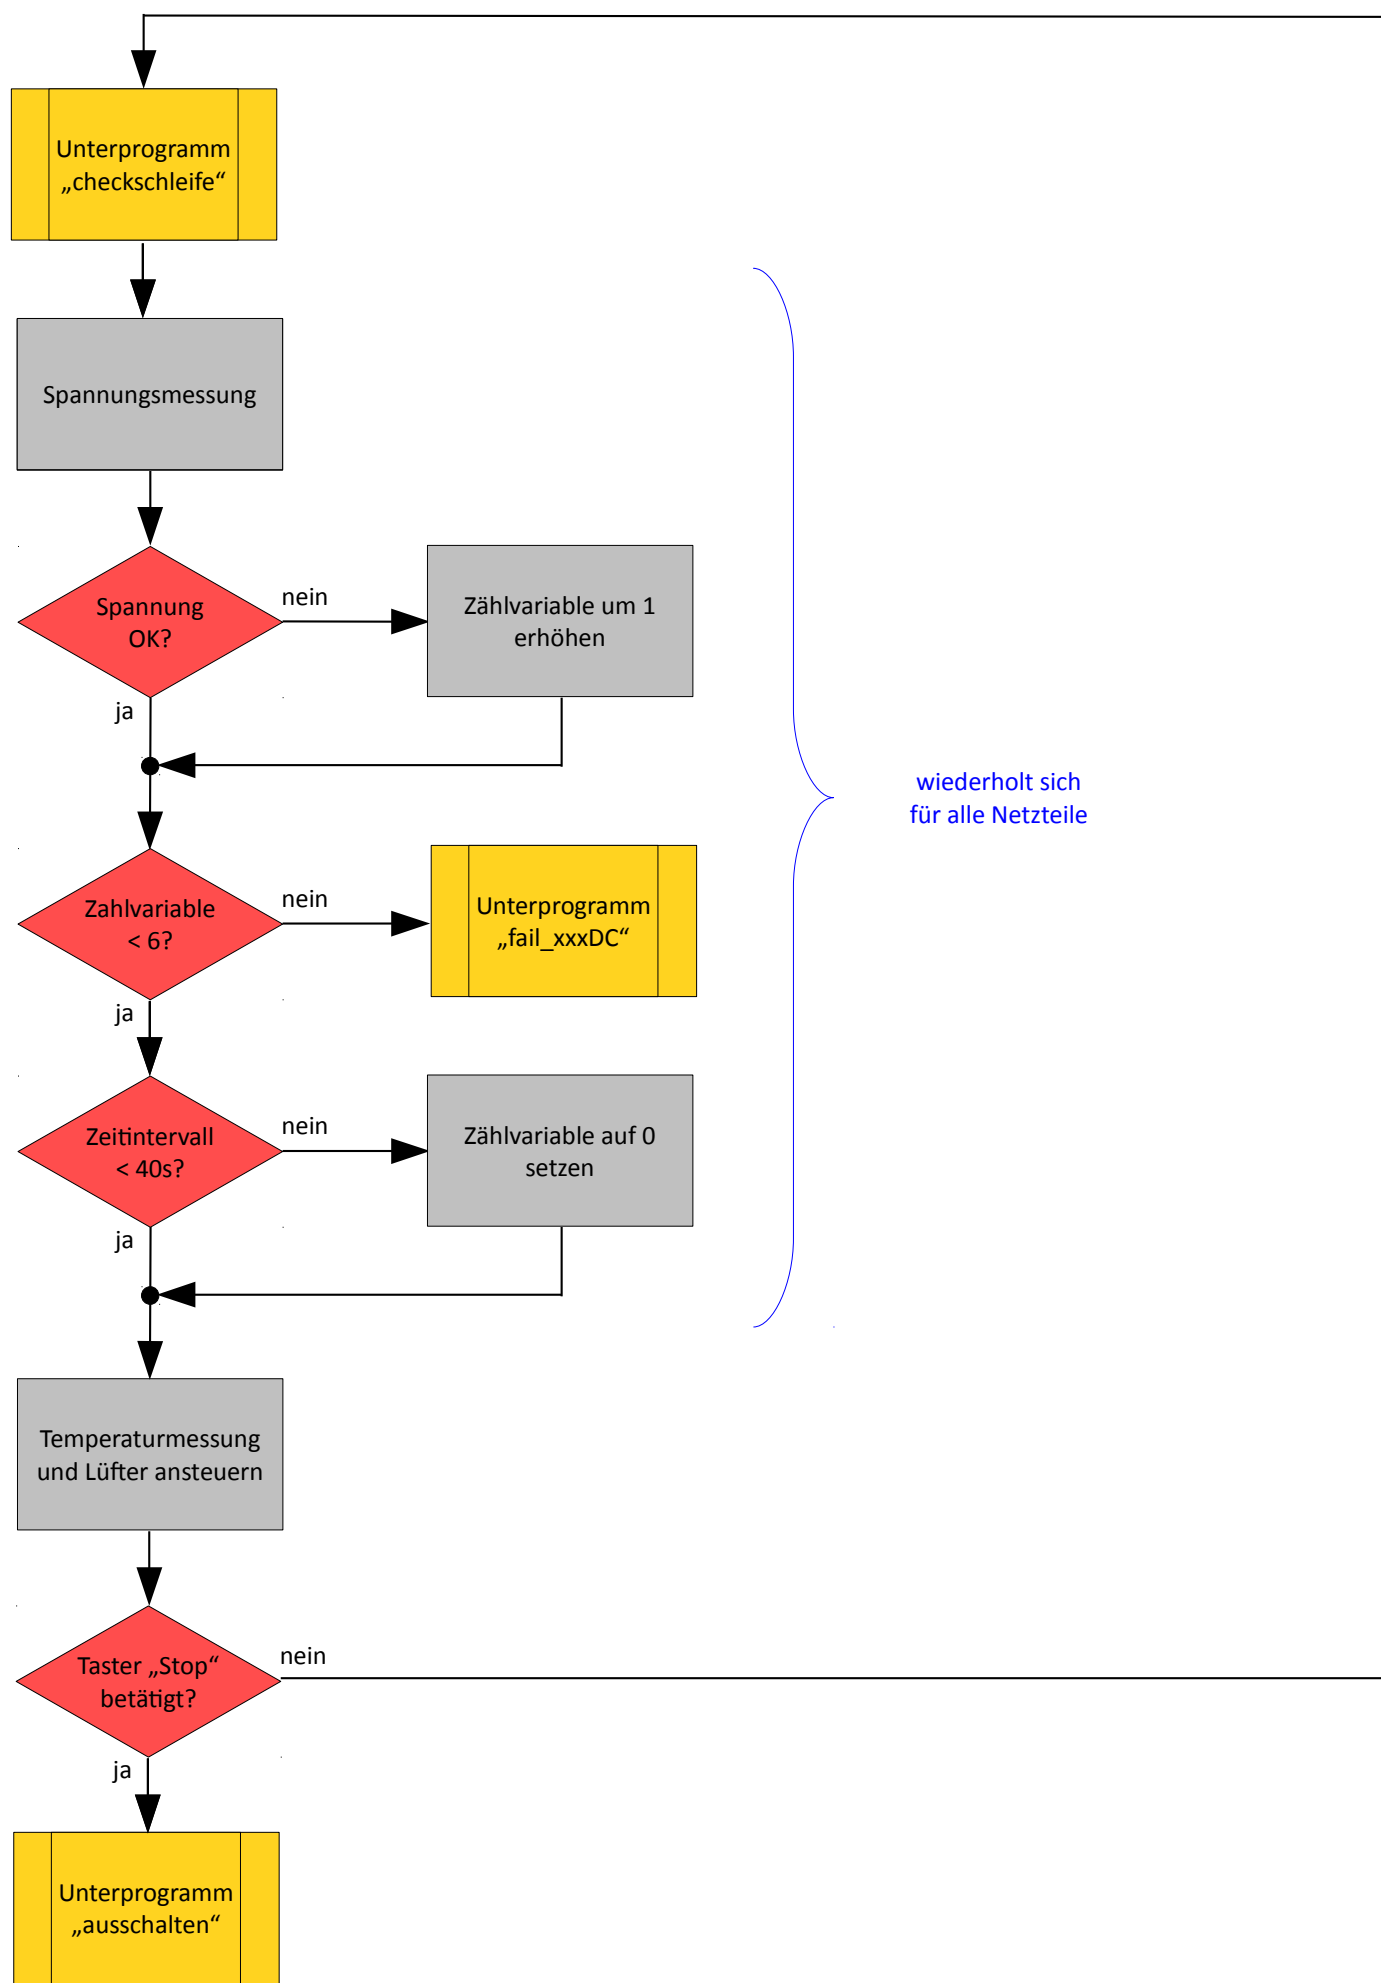 Unterprogramm
„checkschleife“
Spannungsmessung
Spannung
OK?
nein
Zählvariable um 1
erhöhen
ja
wiederholt sich
für alle Netzteile
Zahlvariable
< 6?
nein
Unterprogramm
„fail_xxxDC“
ja
Zeitintervall
< 40s?
nein
Zählvariable auf 0
setzen
ja
Temperaturmessung
und Lüfter ansteuern
Taster „Stop“
betätigt?
nein
ja
Unterprogramm
„ausschalten“